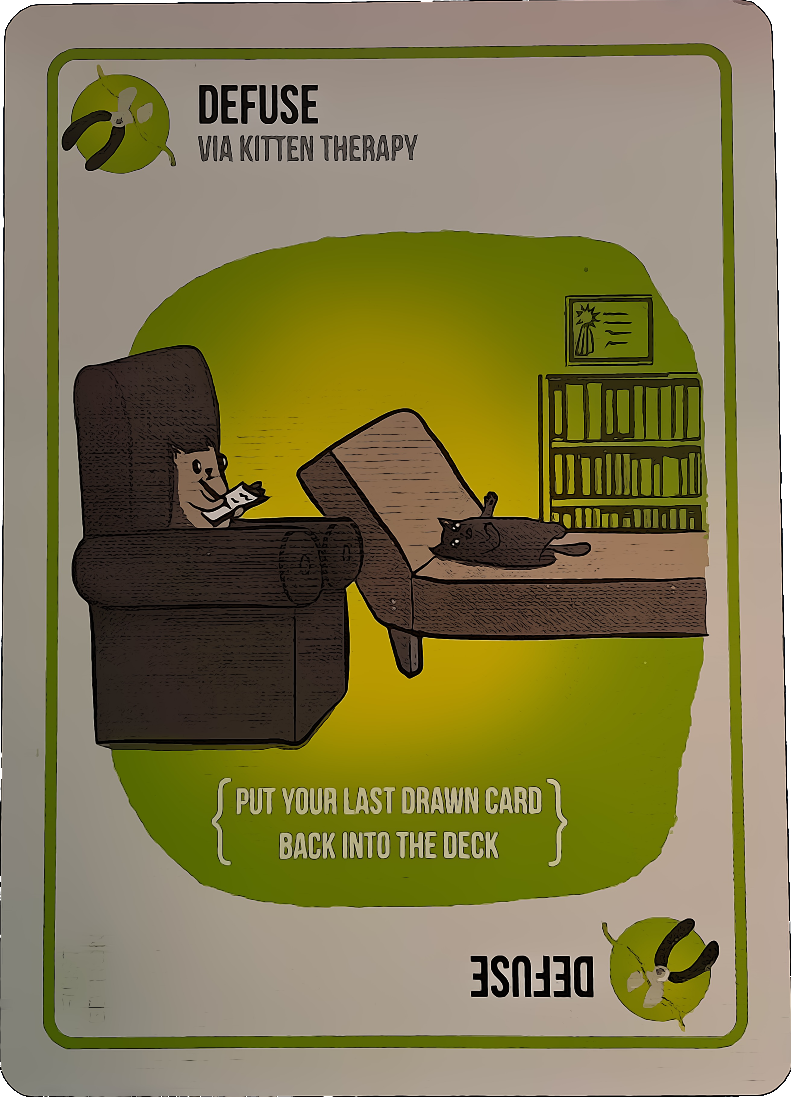 DEFUSE
VIA KITTEN THERAPY
{ PUT YOUR LAST DRAWN CARD
BACK INTO THE DECK }
DEFUSE